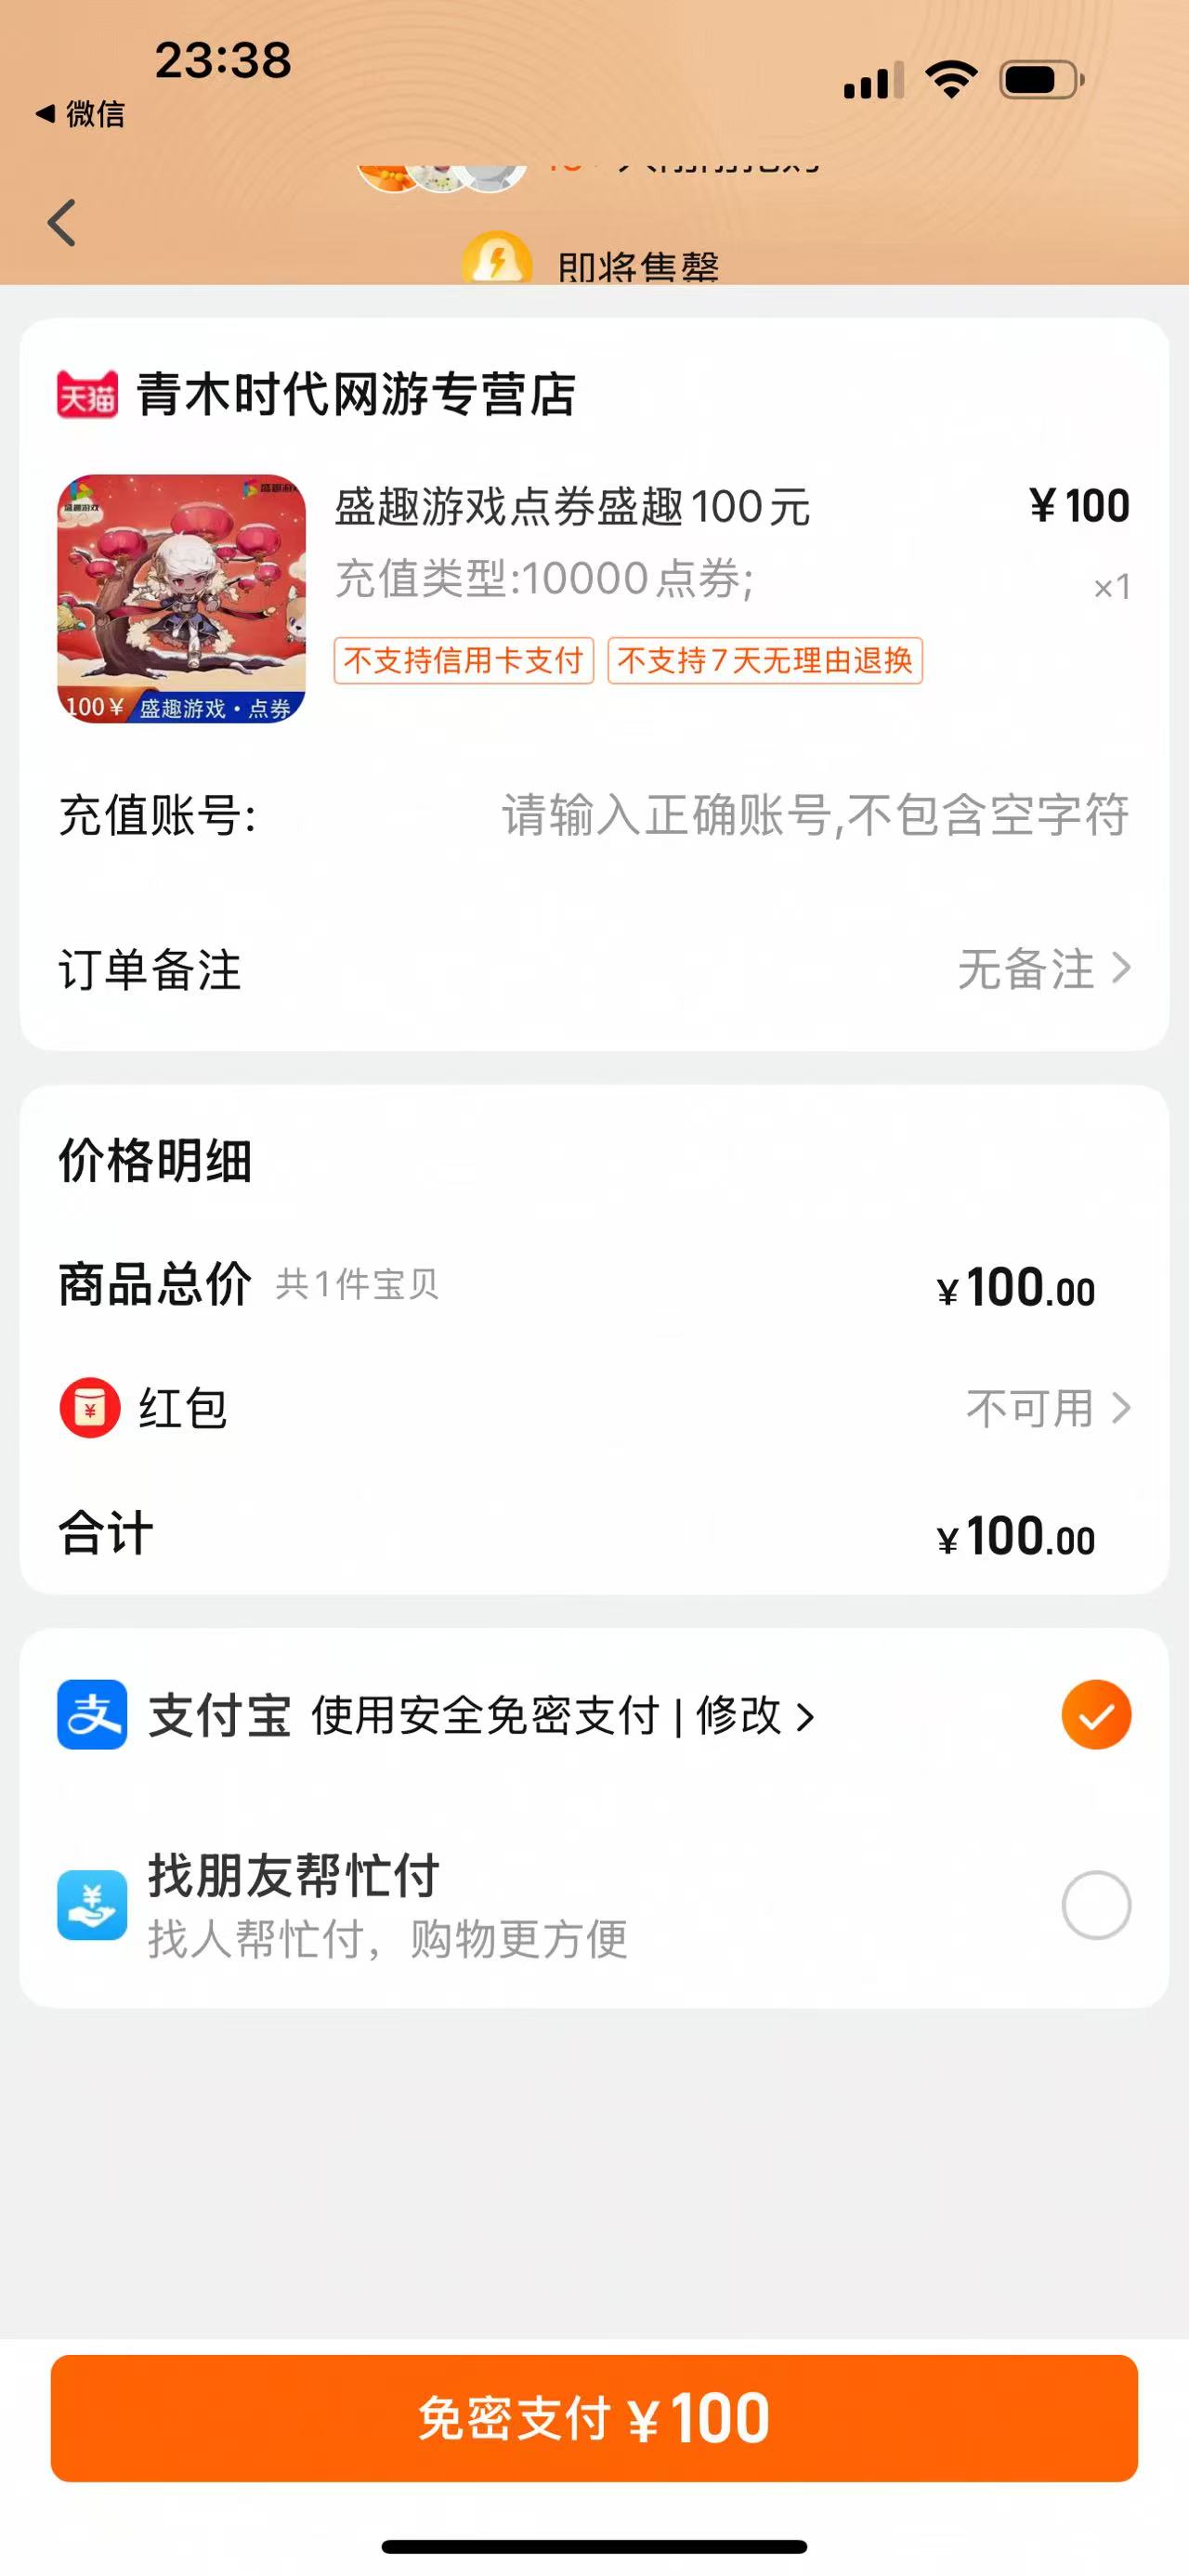 23:38
微信
即将售罄
天猫 青木时代网游专营店
盛趣游戏
盛趣游戏点券盛趣100元 ¥100
充值类型:10000点券; ×1
不支持信用卡支付 不支持7天无理由退换
100¥ 盛趣游戏·点券
充值账号: 请输入正确账号,不包含空字符
订单备注 无备注
价格明细
商品总价 共1件宝贝 ¥100.00
红包 不可用
合计 ¥100.00
支 支付宝 使用安全免密支付 | 修改
找朋友帮忙付
找人帮忙付，购物更方便
免密支付 ¥100